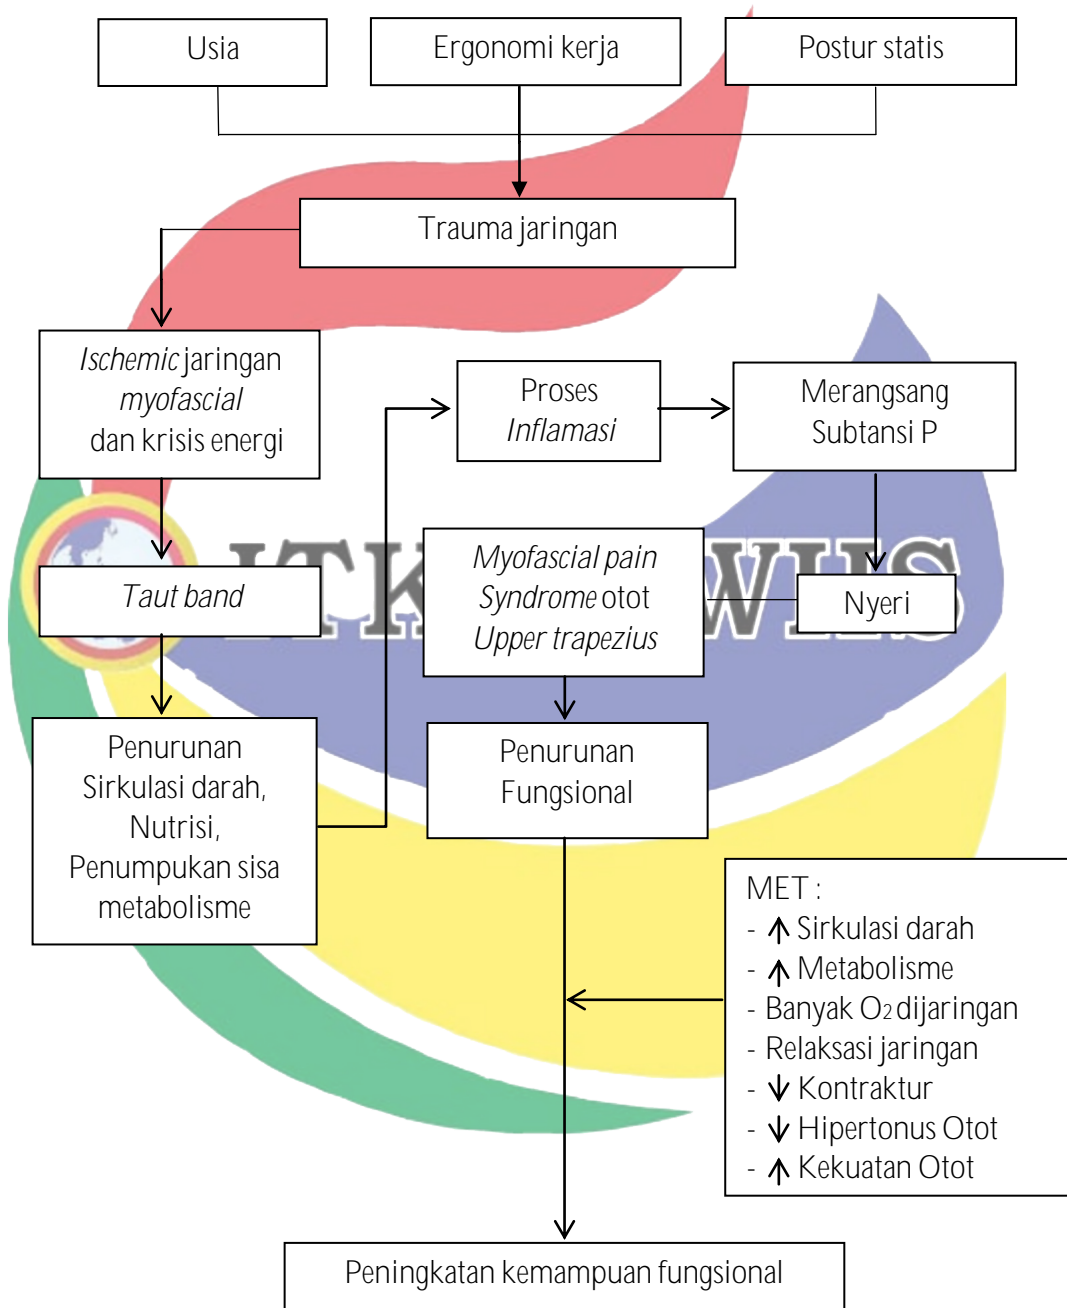 Usia
Ergonomi kerja
Postur statis
Trauma jaringan
Ischemic jaringan
myofascial
dan krisis energi
Proses
Inflamasi
Merangsang
Subtansi P
Taut band
Myofascial pain
Syndrome otot
Upper trapezius
Nyeri
Penurunan
Sirkulasi darah,
Nutrisi,
Penumpukan sisa
metabolisme
Penurunan
Fungsional
MET :
- ↑ Sirkulasi darah
- ↑ Metabolisme
- Banyak O2 dijaringan
- Relaksasi jaringan
- ↓ Kontraktur
- ↓ Hipertonus Otot
- ↑ Kekuatan Otot
Peningkatan kemampuan fungsional